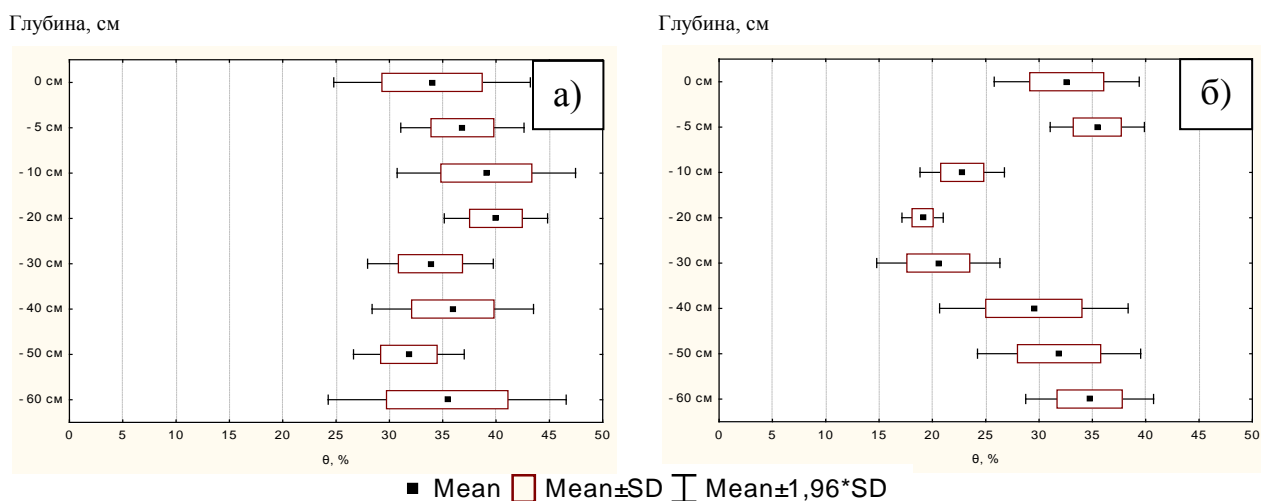 Глубина, см
Глубина, см
а)
0 см
- 5 см
- 10 см
- 20 см
- 30 см
- 40 см
- 50 см
- 60 см
0 5 10 15 20 25 30 35 40 45 50
θ, %
б)
0 см
- 5 см
- 10 см
- 20 см
- 30 см
- 40 см
- 50 см
- 60 см
0 5 10 15 20 25 30 35 40 45 50
θ, %
Mean Mean±SD Mean±1,96*SD